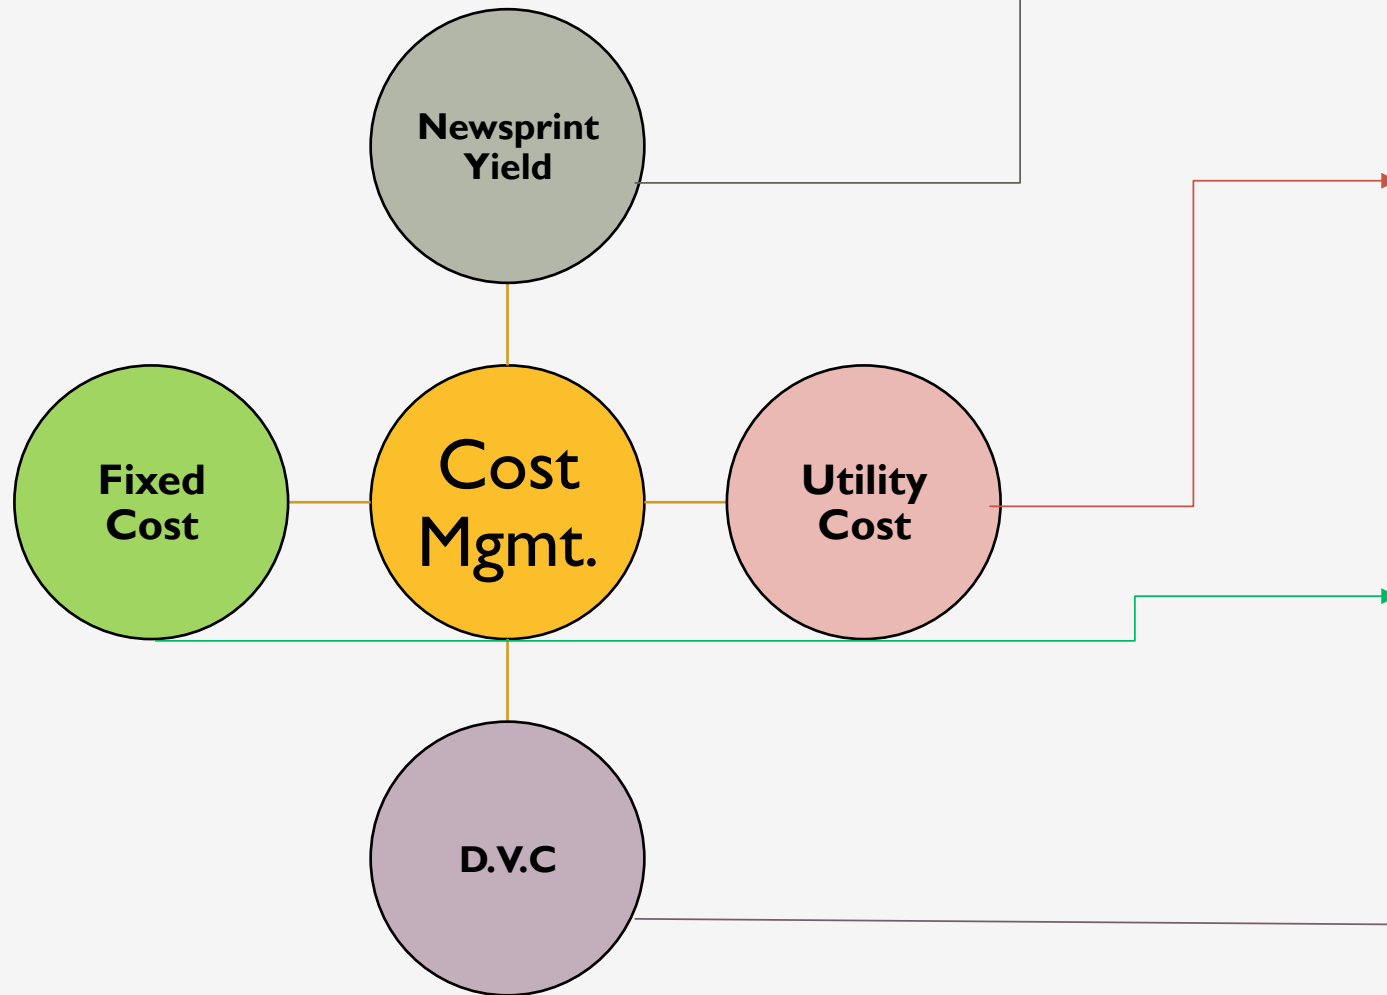 Newsprint
Yield
Fixed
Cost
Cost
Mgmt.
Utility
Cost
D.V.C